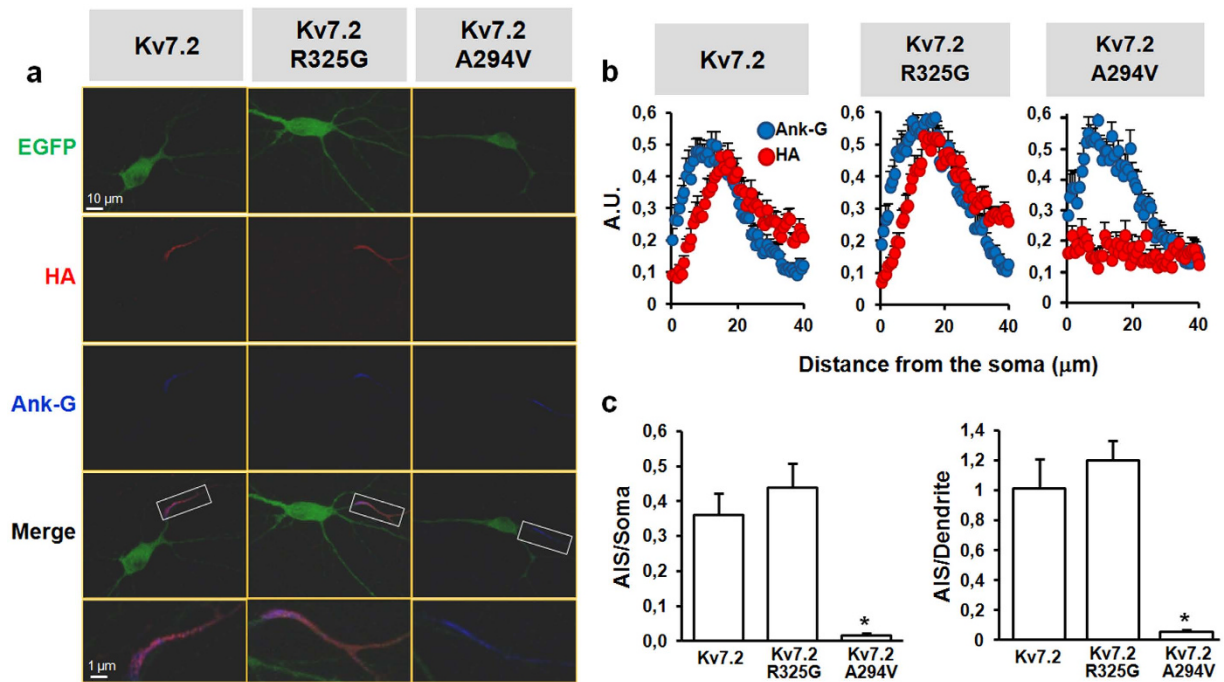 a
Kv7.2
Kv7.2
R325G
Kv7.2
A294V
EGFP
10 μm
HA
Ank-G
Merge
1 μm
b
Kv7.2
Kv7.2
R325G
Kv7.2
A294V
A.U.
0,6
0,5
0,4
0,3
0,2
0,1
0
0 20 40
Ank-G
HA
0,6
0,5
0,4
0,3
0,2
0,1
0
0 20 40
0,6
0,5
0,4
0,3
0,2
0,1
0
0 20 40
Distance from the soma (μm)
c
AIS/Soma
0,6
0,5
0,4
0,3
0,2
0,1
0,0
*
Kv7.2
Kv7.2
R325G
Kv7.2
A294V
AIS/Dendrite
1,4
1,2
1
0,8
0,6
0,4
0,2
0
*
Kv7.2
Kv7.2
R325G
Kv7.2
A294V